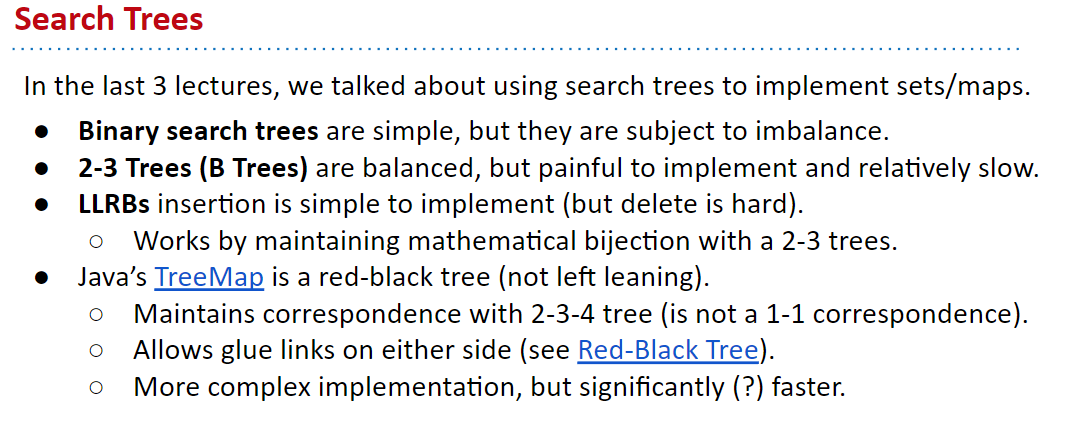 Search Trees
In the last 3 lectures, we talked about using search trees to implement sets/maps.
● Binary search trees are simple, but they are subject to imbalance.
● 2-3 Trees (B Trees) are balanced, but painful to implement and relatively slow.
● LLRBs insertion is simple to implement (but delete is hard).
○ Works by maintaining mathematical bijection with a 2-3 trees.
● Java’s TreeMap is a red-black tree (not left leaning).
○ Maintains correspondence with 2-3-4 tree (is not a 1-1 correspondence).
○ Allows glue links on either side (see Red-Black Tree).
○ More complex implementation, but significantly (?) faster.